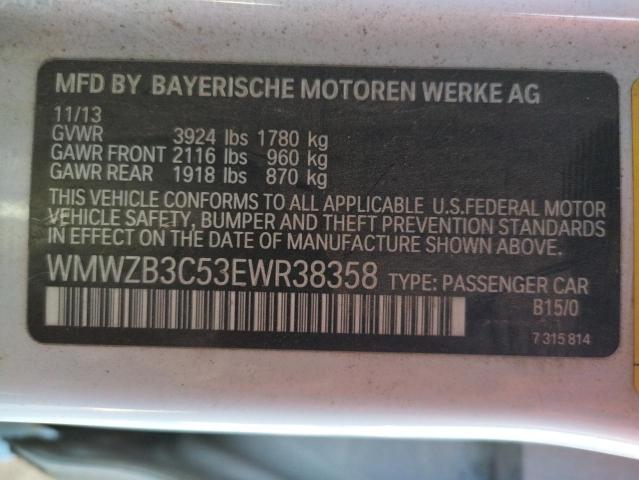 MFD BY BAYERISCHE MOTOREN WERKE AG
11/13
GVWR 3924 lbs 1780 kg
GAWR FRONT 2116 lbs 960 kg
GAWR REAR 1918 lbs 870 kg
THIS VEHICLE CONFORMS TO ALL APPLICABLE U.S.FEDERAL MOTOR
VEHICLE SAFETY, BUMPER AND THEFT PREVENTION STANDARDS
IN EFFECT ON THE DATE OF MANUFACTURE SHOWN ABOVE.
WMWZB3C53EWR38358 TYPE: PASSENGER CAR
B15/0
7 315 814